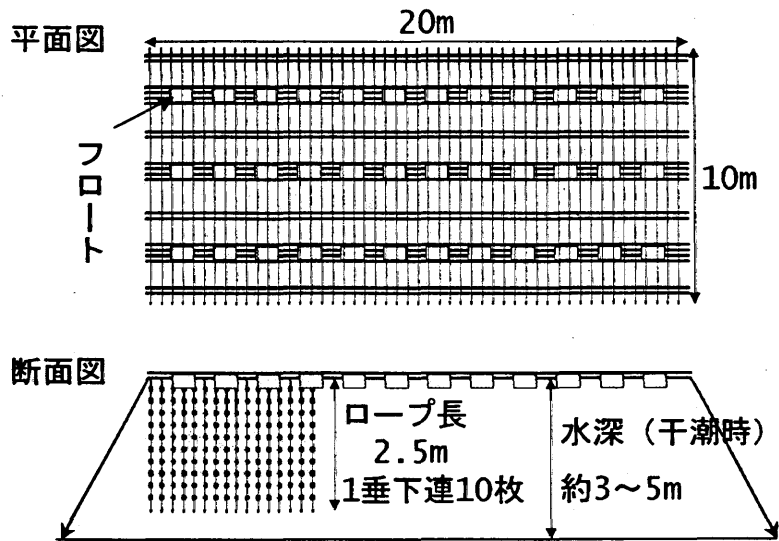 平面図
20m
フロート
10m
断面図
ロープ長
2.5m
1垂下連10枚
水深（干潮時）
約3～5m